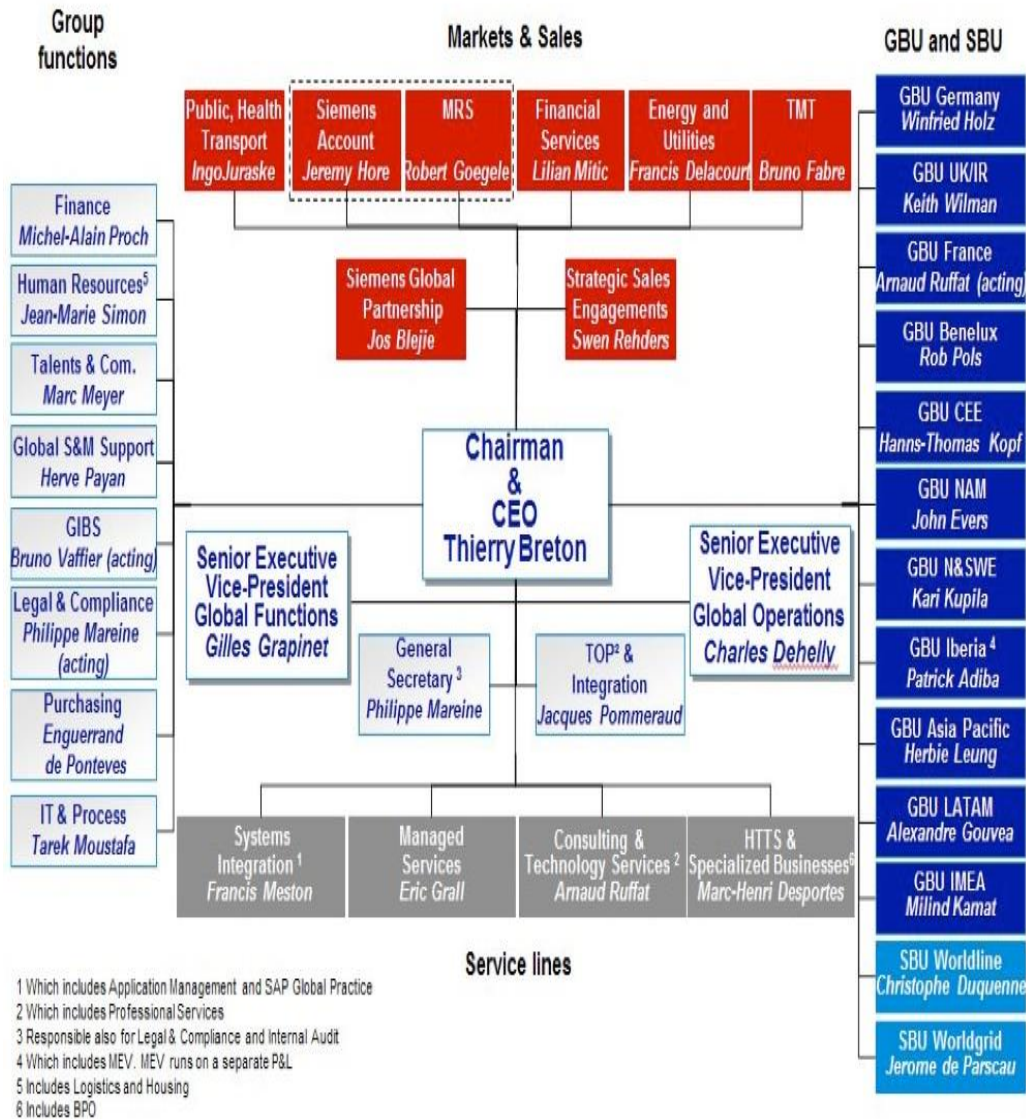 Group
functions
Markets & Sales
GBU and SBU
Public, Health
Transport
IngoJuraske
Siemens
Account
Jeremy Hore
MRS
Robert Goegele
Financial
Services
Lilian Mitic
Energy and
Utilities
Francis Delacourt
TMT
Bruno Fabre
Siemens Global
Partnership
Jos Blejie
Strategic Sales
Engagements
Swen Rehders
Finance
Michel-Alain Proch
Human Resources⁵
Jean-Marie Simon
Talents & Com.
Marc Meyer
Global S&M Support
Herve Payan
GIBS
Bruno Vaffier (acting)
Legal & Compliance
Philippe Mareine
(acting)
Purchasing
Enguerrand
de Ponteves
IT & Process
Tarek Moustafa
Chairman
&
CEO
Thierry Breton
Senior Executive
Vice-President
Global Functions
Gilles Grapinet
Senior Executive
Vice-President
Global Operations
Charles Dehelly
General
Secretary ³
Philippe Mareine
TOP² &
Integration
Jacques Pommeraud
Systems
Integration ¹
Francis Meston
Managed
Services
Eric Grall
Consulting &
Technology Services ²
Arnaud Ruffat
HTTS &
Specialized Businesses⁶
Marc-Henri Desportes
Service lines
GBU Germany
Winfried Holz
GBU UK/IR
Keith Wilman
GBU France
Arnaud Ruffat (acting)
GBU Benelux
Rob Pols
GBU CEE
Hanns-Thomas Kopf
GBU NAM
John Evers
GBU N&SWE
Kari Kupila
GBU Iberia ⁴
Patrick Adiba
GBU Asia Pacific
Herbie Leung
GBU LATAM
Alexandre Gouvea
GBU IMEA
Milind Kamat
SBU Worldline
Christophe Duquenne
SBU Worldgrid
Jerome de Parscau
1 Which includes Application Management and SAP Global Practice
2 Which includes Professional Services
3 Responsible also for Legal & Compliance and Internal Audit
4 Which includes MEV. MEV runs on a separate P&L
5 Includes Logistics and Housing
6 Includes BPO